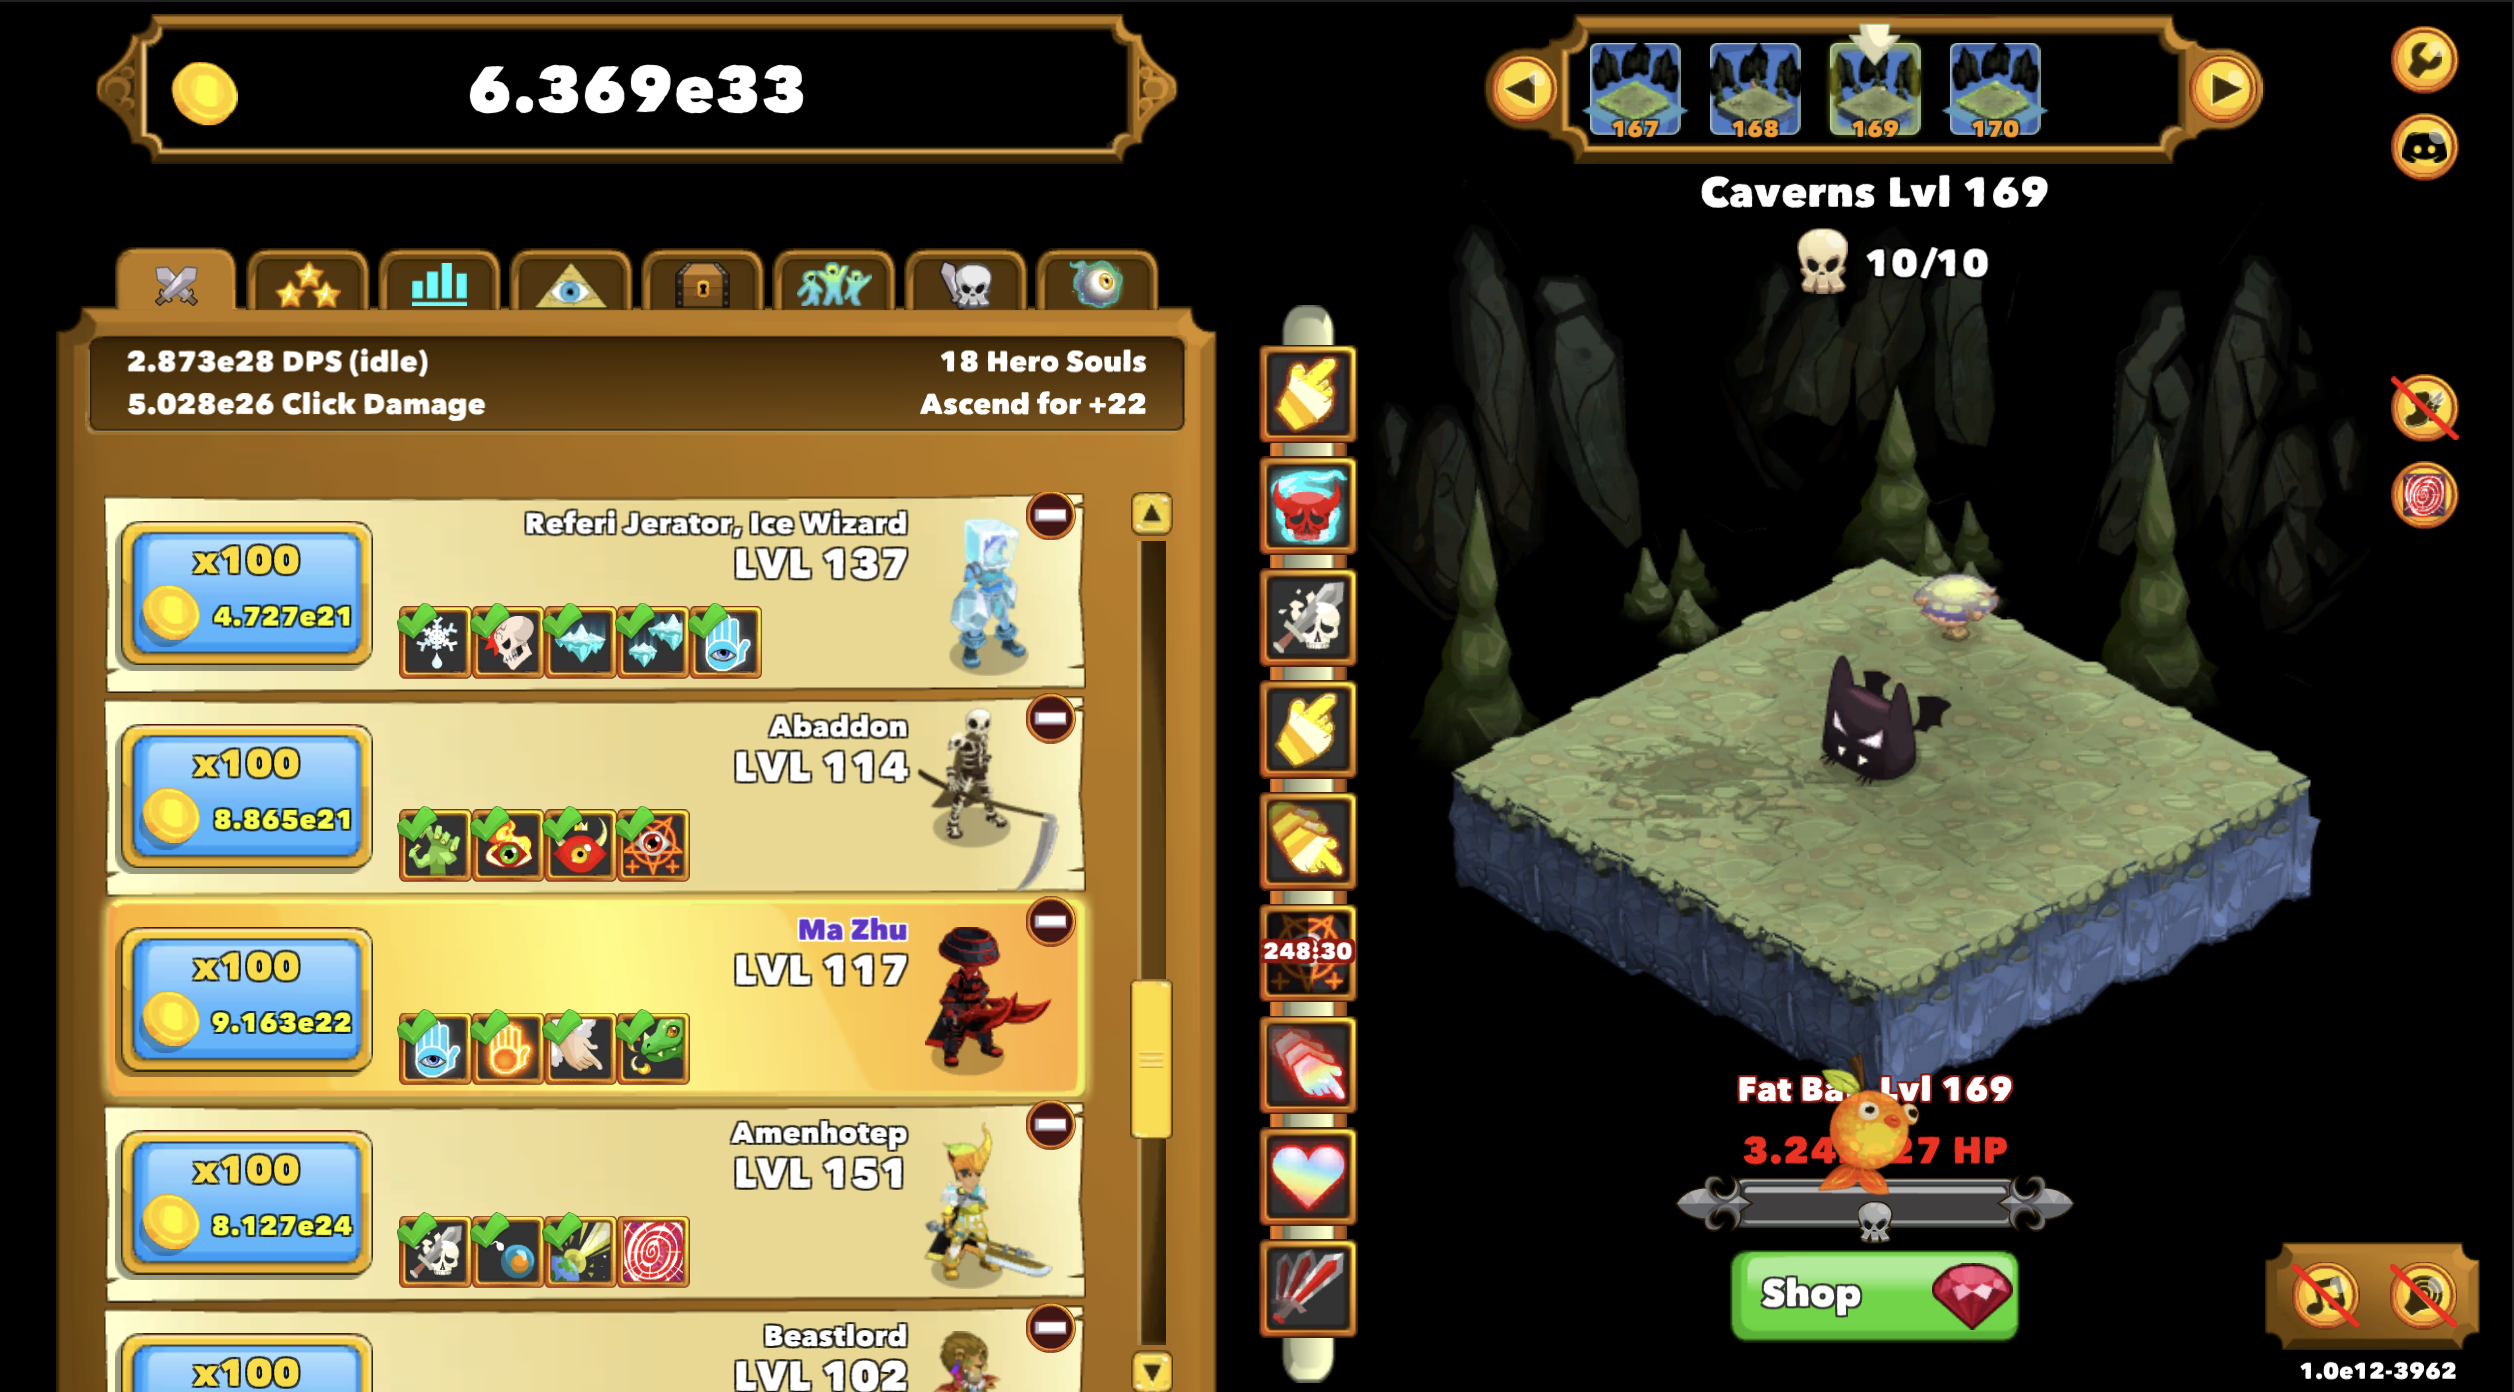 6.369e33
167
168
169
170
Caverns Lvl 169
10/10
2.873e28 DPS (idle)
18 Hero Souls
5.028e26 Click Damage
Ascend for +22
x100
4.727e21
Referi Jerator, Ice Wizard
LVL 137
x100
8.865e21
Abaddon
LVL 114
x100
9.163e22
Ma Zhu
LVL 117
x100
8.127e24
Amenhotep
LVL 151
x100
Beastlord
LVL 102
248:30
Fat Lvl 169
HP
Shop
1.0e12-3962